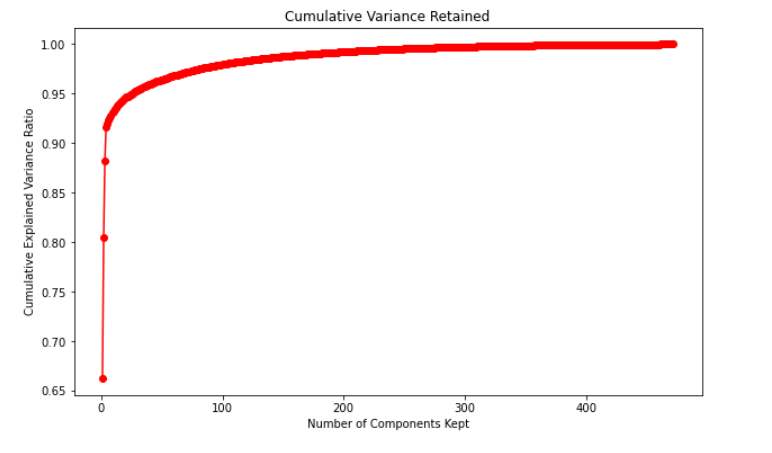 Cumulative Variance Retained
1.00
0.95
0.90
0.85
0.80
0.75
0.70
0.65
Cumulative Explained Variance Ratio
0 100 200 300 400
Number of Components Kept